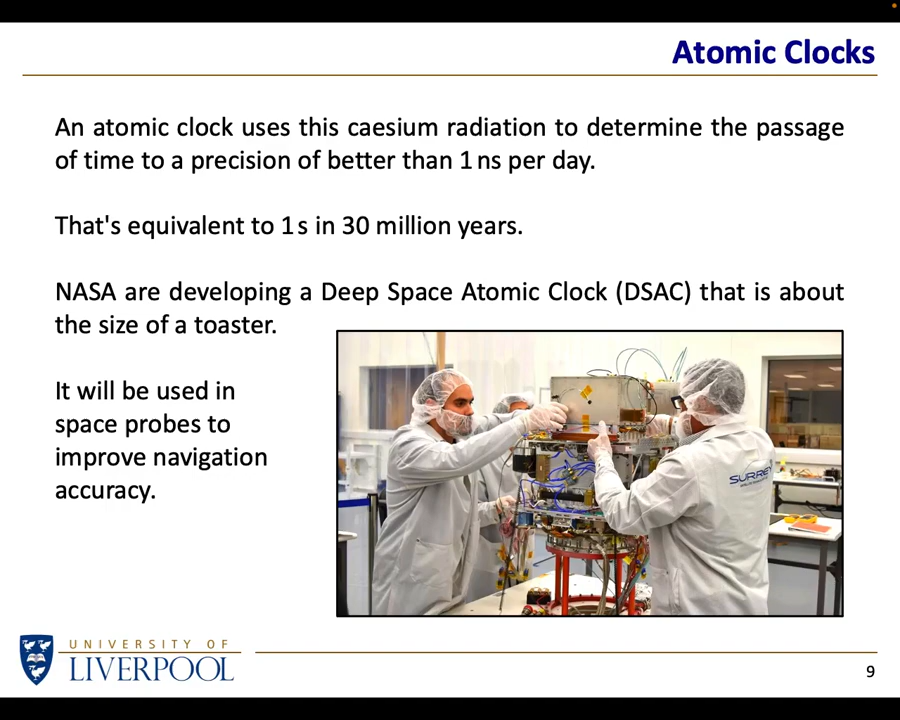 Atomic Clocks
An atomic clock uses this caesium radiation to determine the passage
of time to a precision of better than 1 ns per day.
That's equivalent to 1 s in 30 million years.
NASA are developing a Deep Space Atomic Clock (DSAC) that is about
the size of a toaster.
It will be used in
space probes to
improve navigation
accuracy.
SURREY
UNIVERSITY OF
LIVERPOOL
9